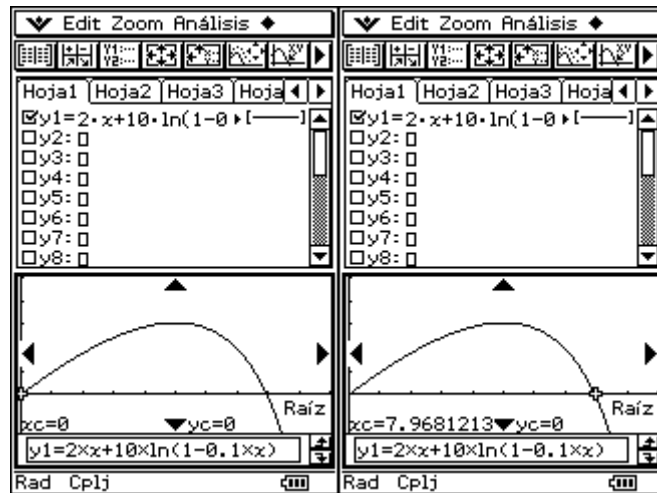 Edit Zoom Análisis ◆
Hoja1 Hoja2 Hoja3 Hoja
y1=2·x+10·ln(1-0
y2:
y3:
y4:
y5:
y6:
y7:
y8:
Raíz
xc=0 yc=0
y1=2×x+10×ln(1-0.1×x)
Rad Cplj
Edit Zoom Análisis ◆
Hoja1 Hoja2 Hoja3 Hoja
y1=2·x+10·ln(1-0
y2:
y3:
y4:
y5:
y6:
y7:
y8:
Raíz
xc=7.9681213 yc=0
y1=2×x+10×ln(1-0.1×x)
Rad Cplj